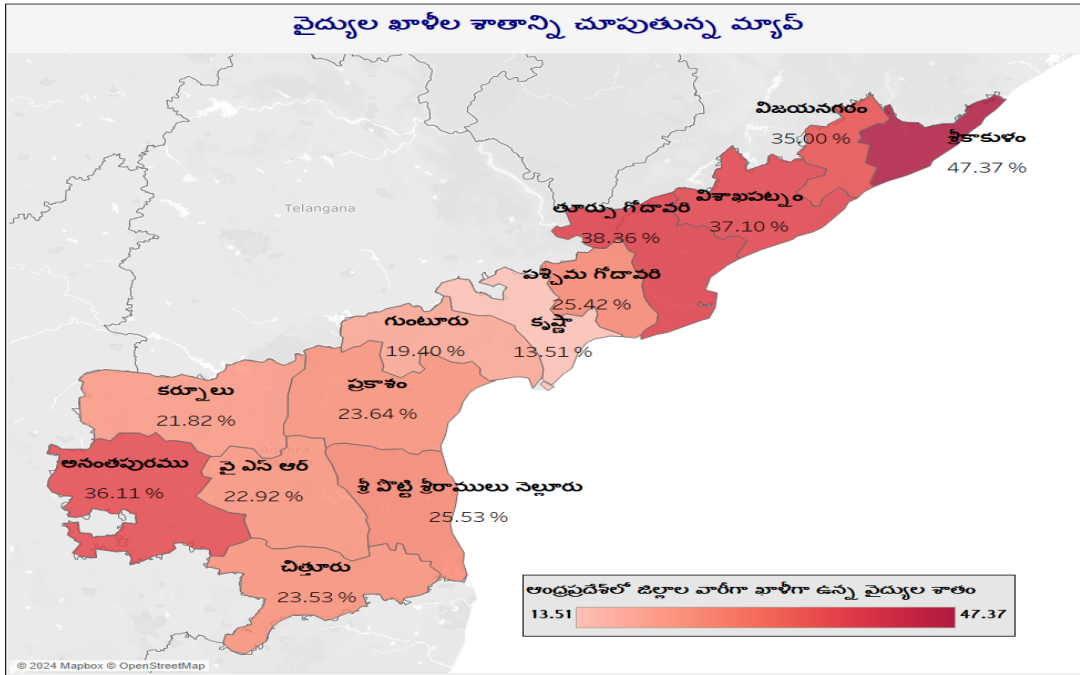 వైద్యుల ఖాళీల శాతాన్ని చూపుతున్న మ్యాప్
విజయనగరం
35.00 %
శ్రీకాకుళం
47.37 %
Telangana
తూర్పు గోదావరి
38.36 %
విశాఖపట్నం
37.10 %
పశ్చిమ గోదావరి
25.42 %
గుంటూరు
19.40 %
కృష్ణా
13.51 %
కర్నూలు
21.82 %
ప్రకాశం
23.64 %
Andhra
అనంతపురము
36.11 %
వై ఎస్ ఆర్
22.92 %
శ్రీ పొట్టి శ్రీరాములు నెల్లూరు
25.53 %
చిత్తూరు
23.53 %
ఆంధ్రప్రదేశ్‌లో జిల్లాల వారీగా ఖాళీగా ఉన్న వైద్యుల శాతం
13.51 47.37
© 2024 Mapbox © OpenStreetMap